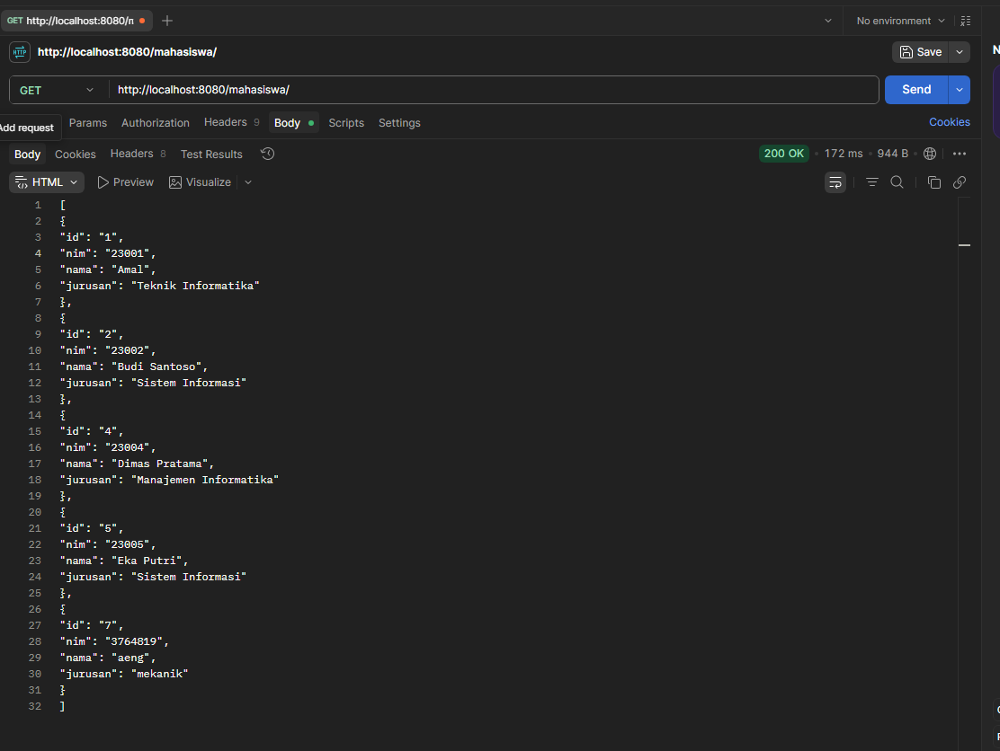 GET http://localhost:8080/n
No environment
HTTP http://localhost:8080/mahasiswa/
Save
GET http://localhost:8080/mahasiswa/
Send
Add request
Params Authorization Headers 9 Body Scripts Settings
Cookies
Body Cookies Headers 8 Test Results
200 OK • 172 ms • 944 B
HTML Preview Visualize
1 [
2 {
3 "id": "1",
4 "nim": "23001",
5 "nama": "Amal",
6 "jurusan": "Teknik Informatika"
7 },
8 {
9 "id": "2",
10 "nim": "23002",
11 "nama": "Budi Santoso",
12 "jurusan": "Sistem Informasi"
13 },
14 {
15 "id": "4",
16 "nim": "23004",
17 "nama": "Dimas Pratama",
18 "jurusan": "Manajemen Informatika"
19 },
20 {
21 "id": "5",
22 "nim": "23005",
23 "nama": "Eka Putri",
24 "jurusan": "Sistem Informasi"
25 },
26 {
27 "id": "7",
28 "nim": "3764819",
29 "nama": "aeng",
30 "jurusan": "mekanik"
31 }
32 ]